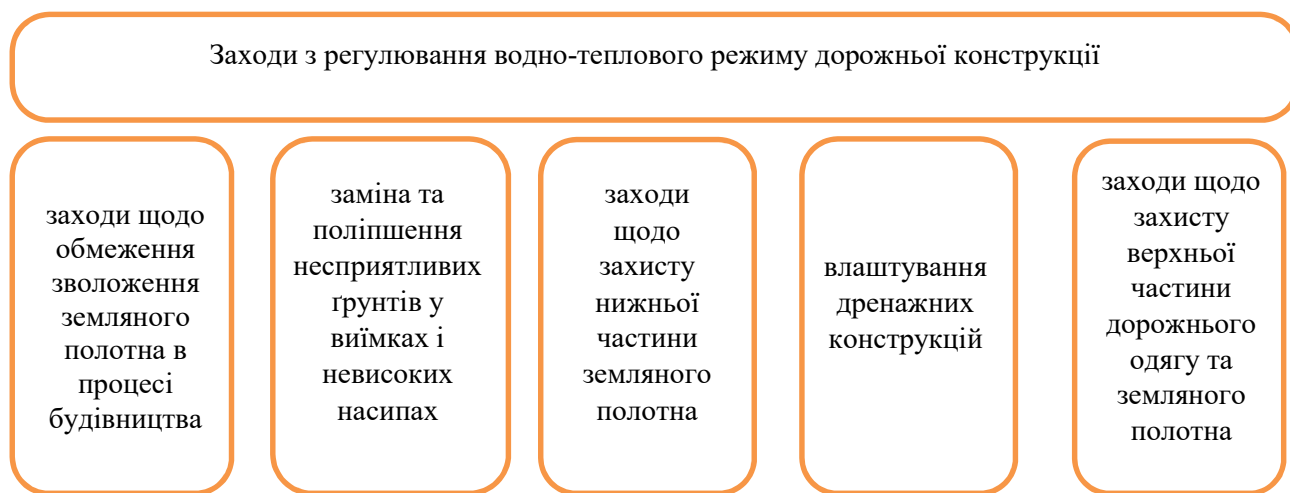 Заходи з регулювання водно-теплового режиму дорожньої конструкції
заходи щодо
обмеження
зволоження
земляного
полотна в
процесі
будівництва
заміна та
поліпшення
несприятливих
ґрунтів у
виїмках і
невисоких
насипах
заходи
щодо
захисту
нижньої
частини
земляного
полотна
влаштування
дренажних
конструкцій
заходи щодо
захисту
верхньої
частини
дорожнього
одягу та
земляного
полотна